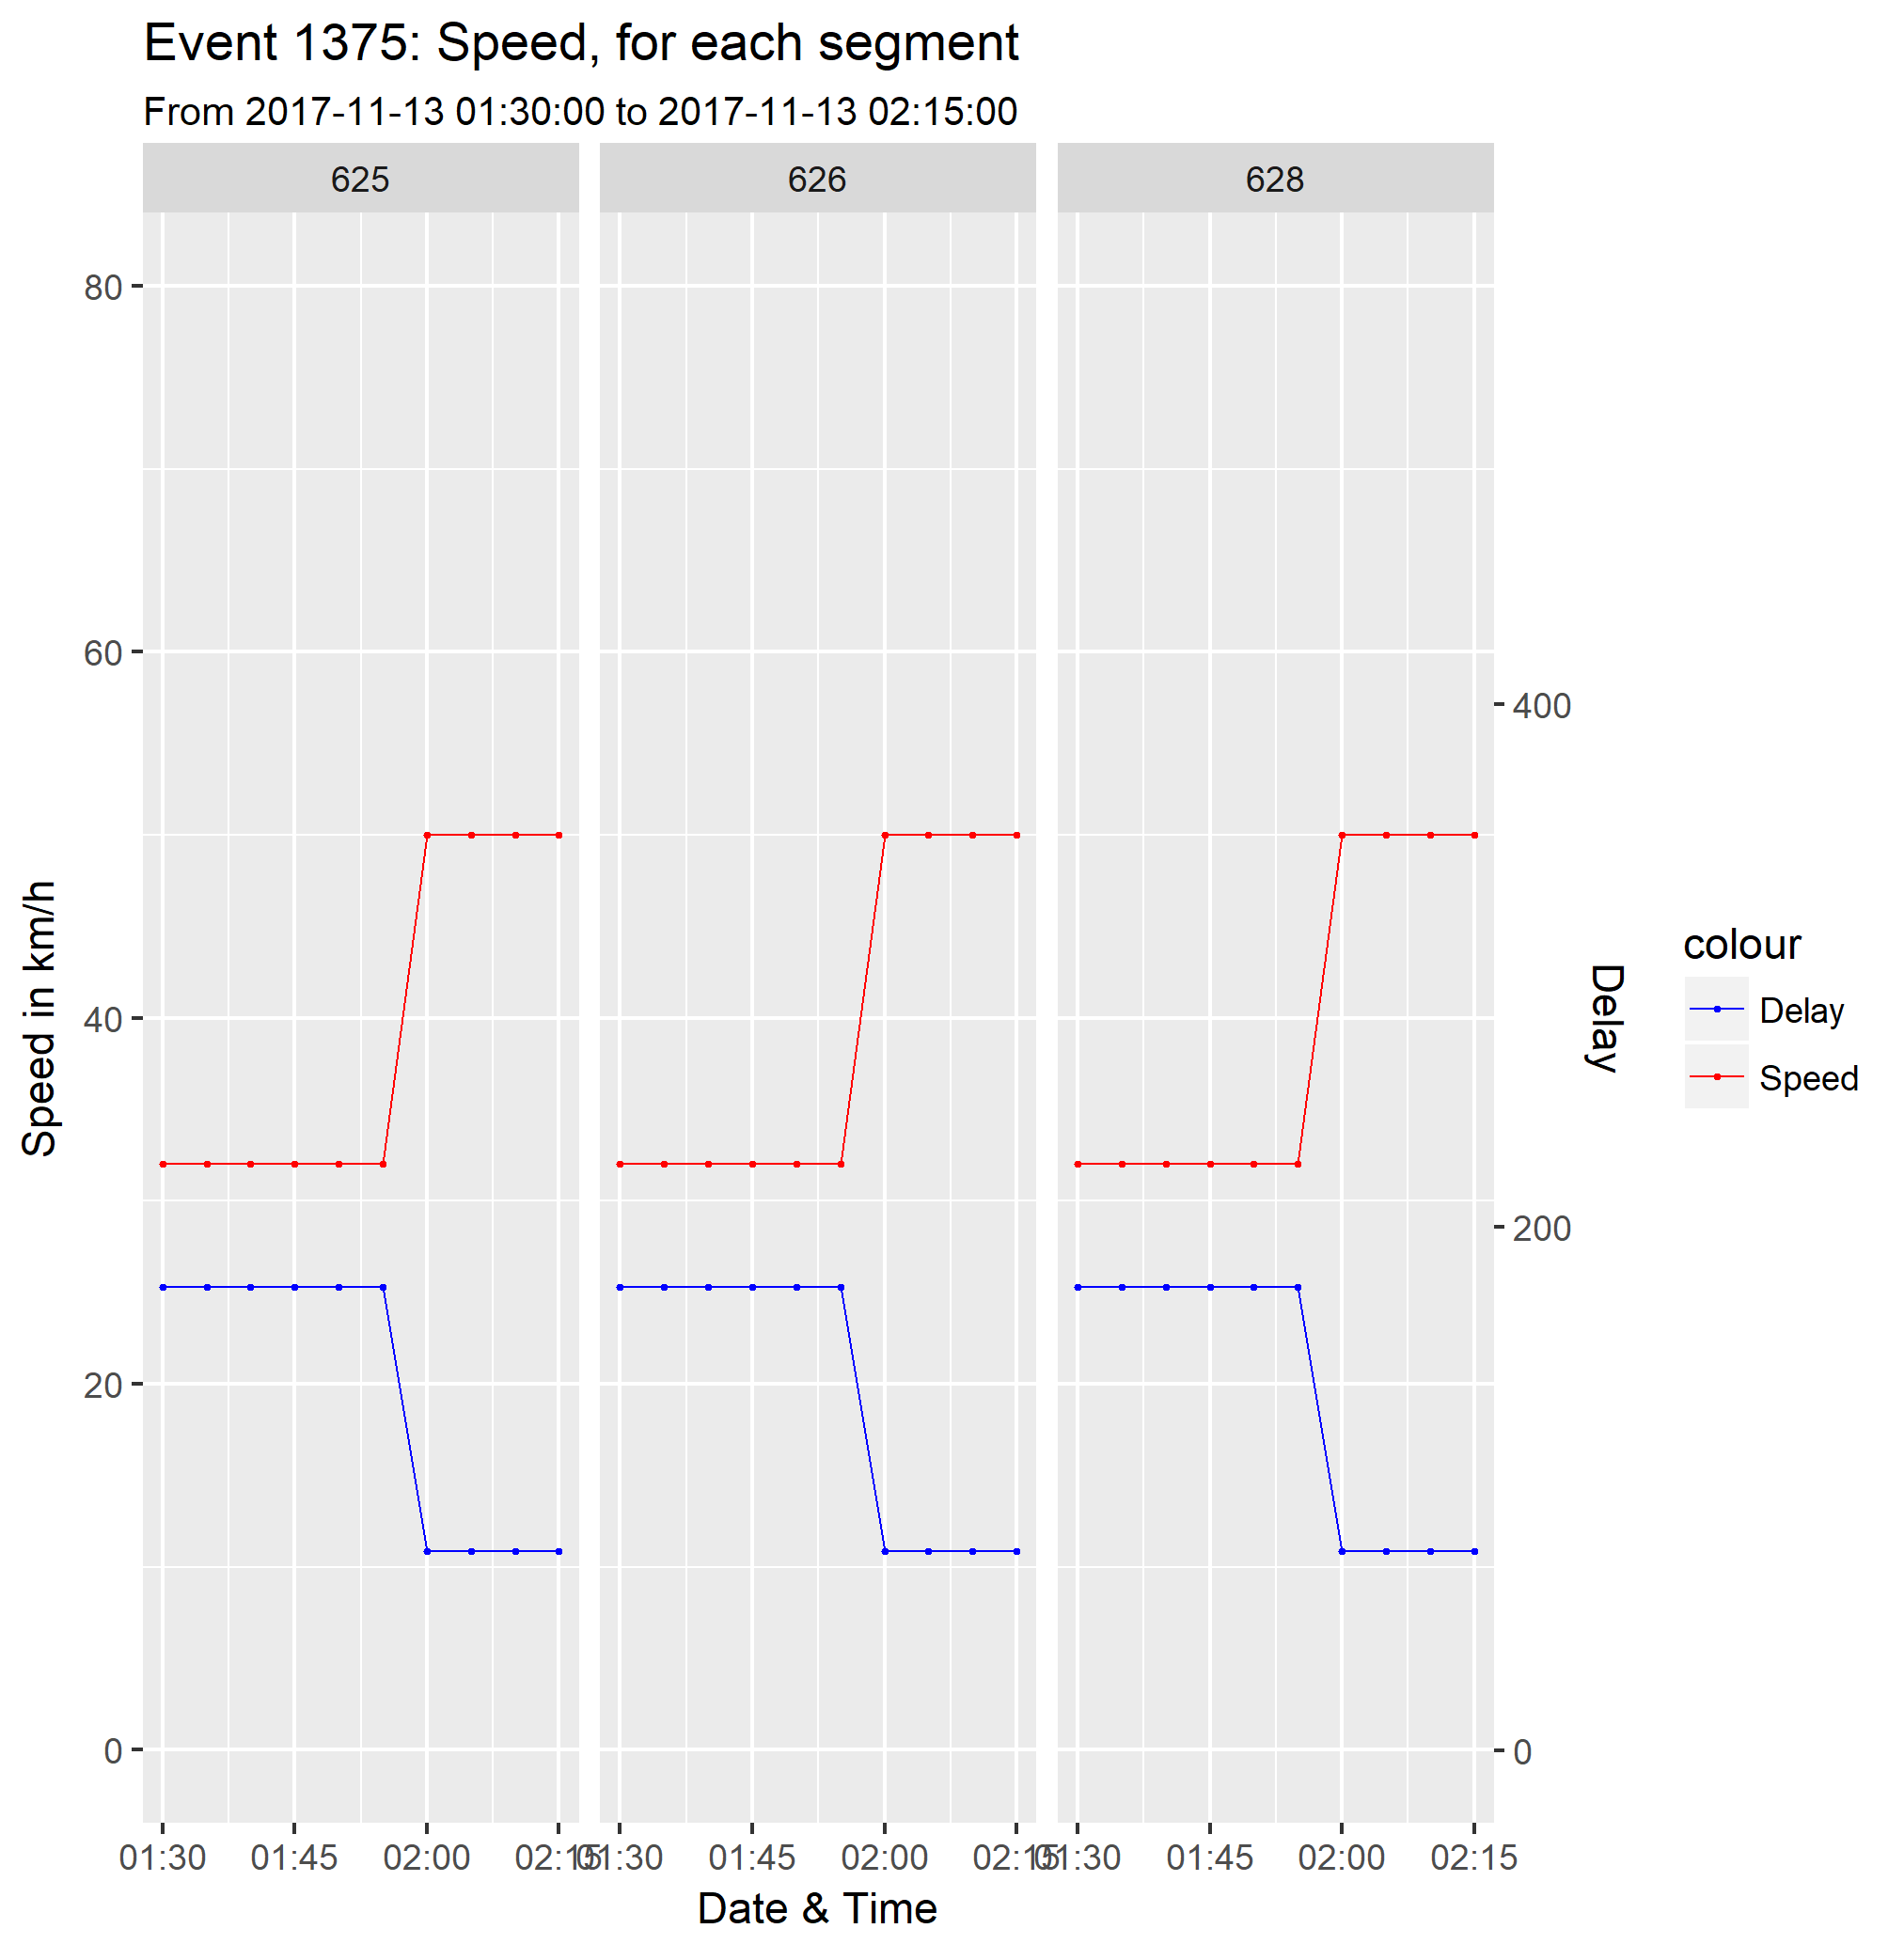 Event 1375: Speed, for each segment
From 2017-11-13 01:30:00 to 2017-11-13 02:15:00
625 626 628
80
60
40
20
0
Speed in km/h
400
200
0
Delay
colour
Delay
Speed
01:30 01:45 02:00 02:15 01:30 01:45 02:00 02:15 01:30 01:45 02:00 02:15
Date & Time